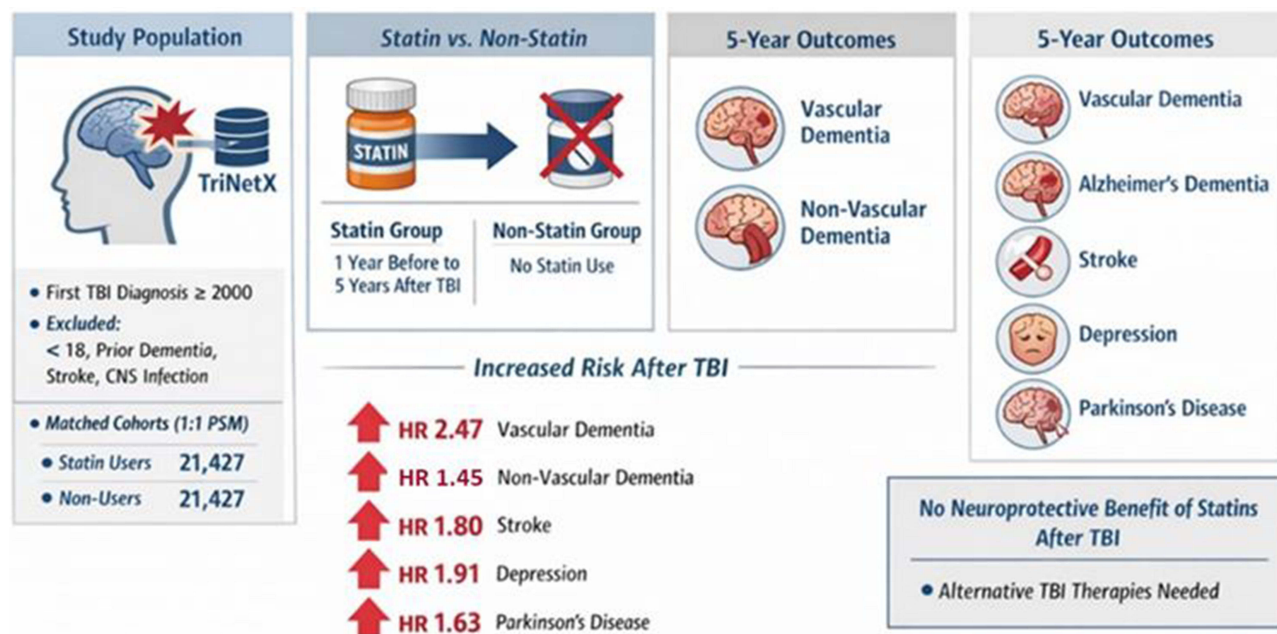 Study Population
TriNetX
• First TBI Diagnosis ≥ 2000
• Excluded:
< 18, Prior Dementia,
Stroke, CNS Infection
• Matched Cohorts (1:1 PSM)
• Statin Users 21,427
• Non-Users 21,427
Statin vs. Non-Statin
STATIN
Statin Group
1 Year Before to
5 Years After TBI
Non-Statin Group
No Statin Use
5-Year Outcomes
Vascular
Dementia
Non-Vascular
Dementia
5-Year Outcomes
Vascular Dementia
Alzheimer's Dementia
Stroke
Depression
Parkinson's Disease
Increased Risk After TBI
HR 2.47 Vascular Dementia
HR 1.45 Non-Vascular Dementia
HR 1.80 Stroke
HR 1.91 Depression
HR 1.63 Parkinson's Disease
No Neuroprotective Benefit of Statins
After TBI
• Alternative TBI Therapies Needed